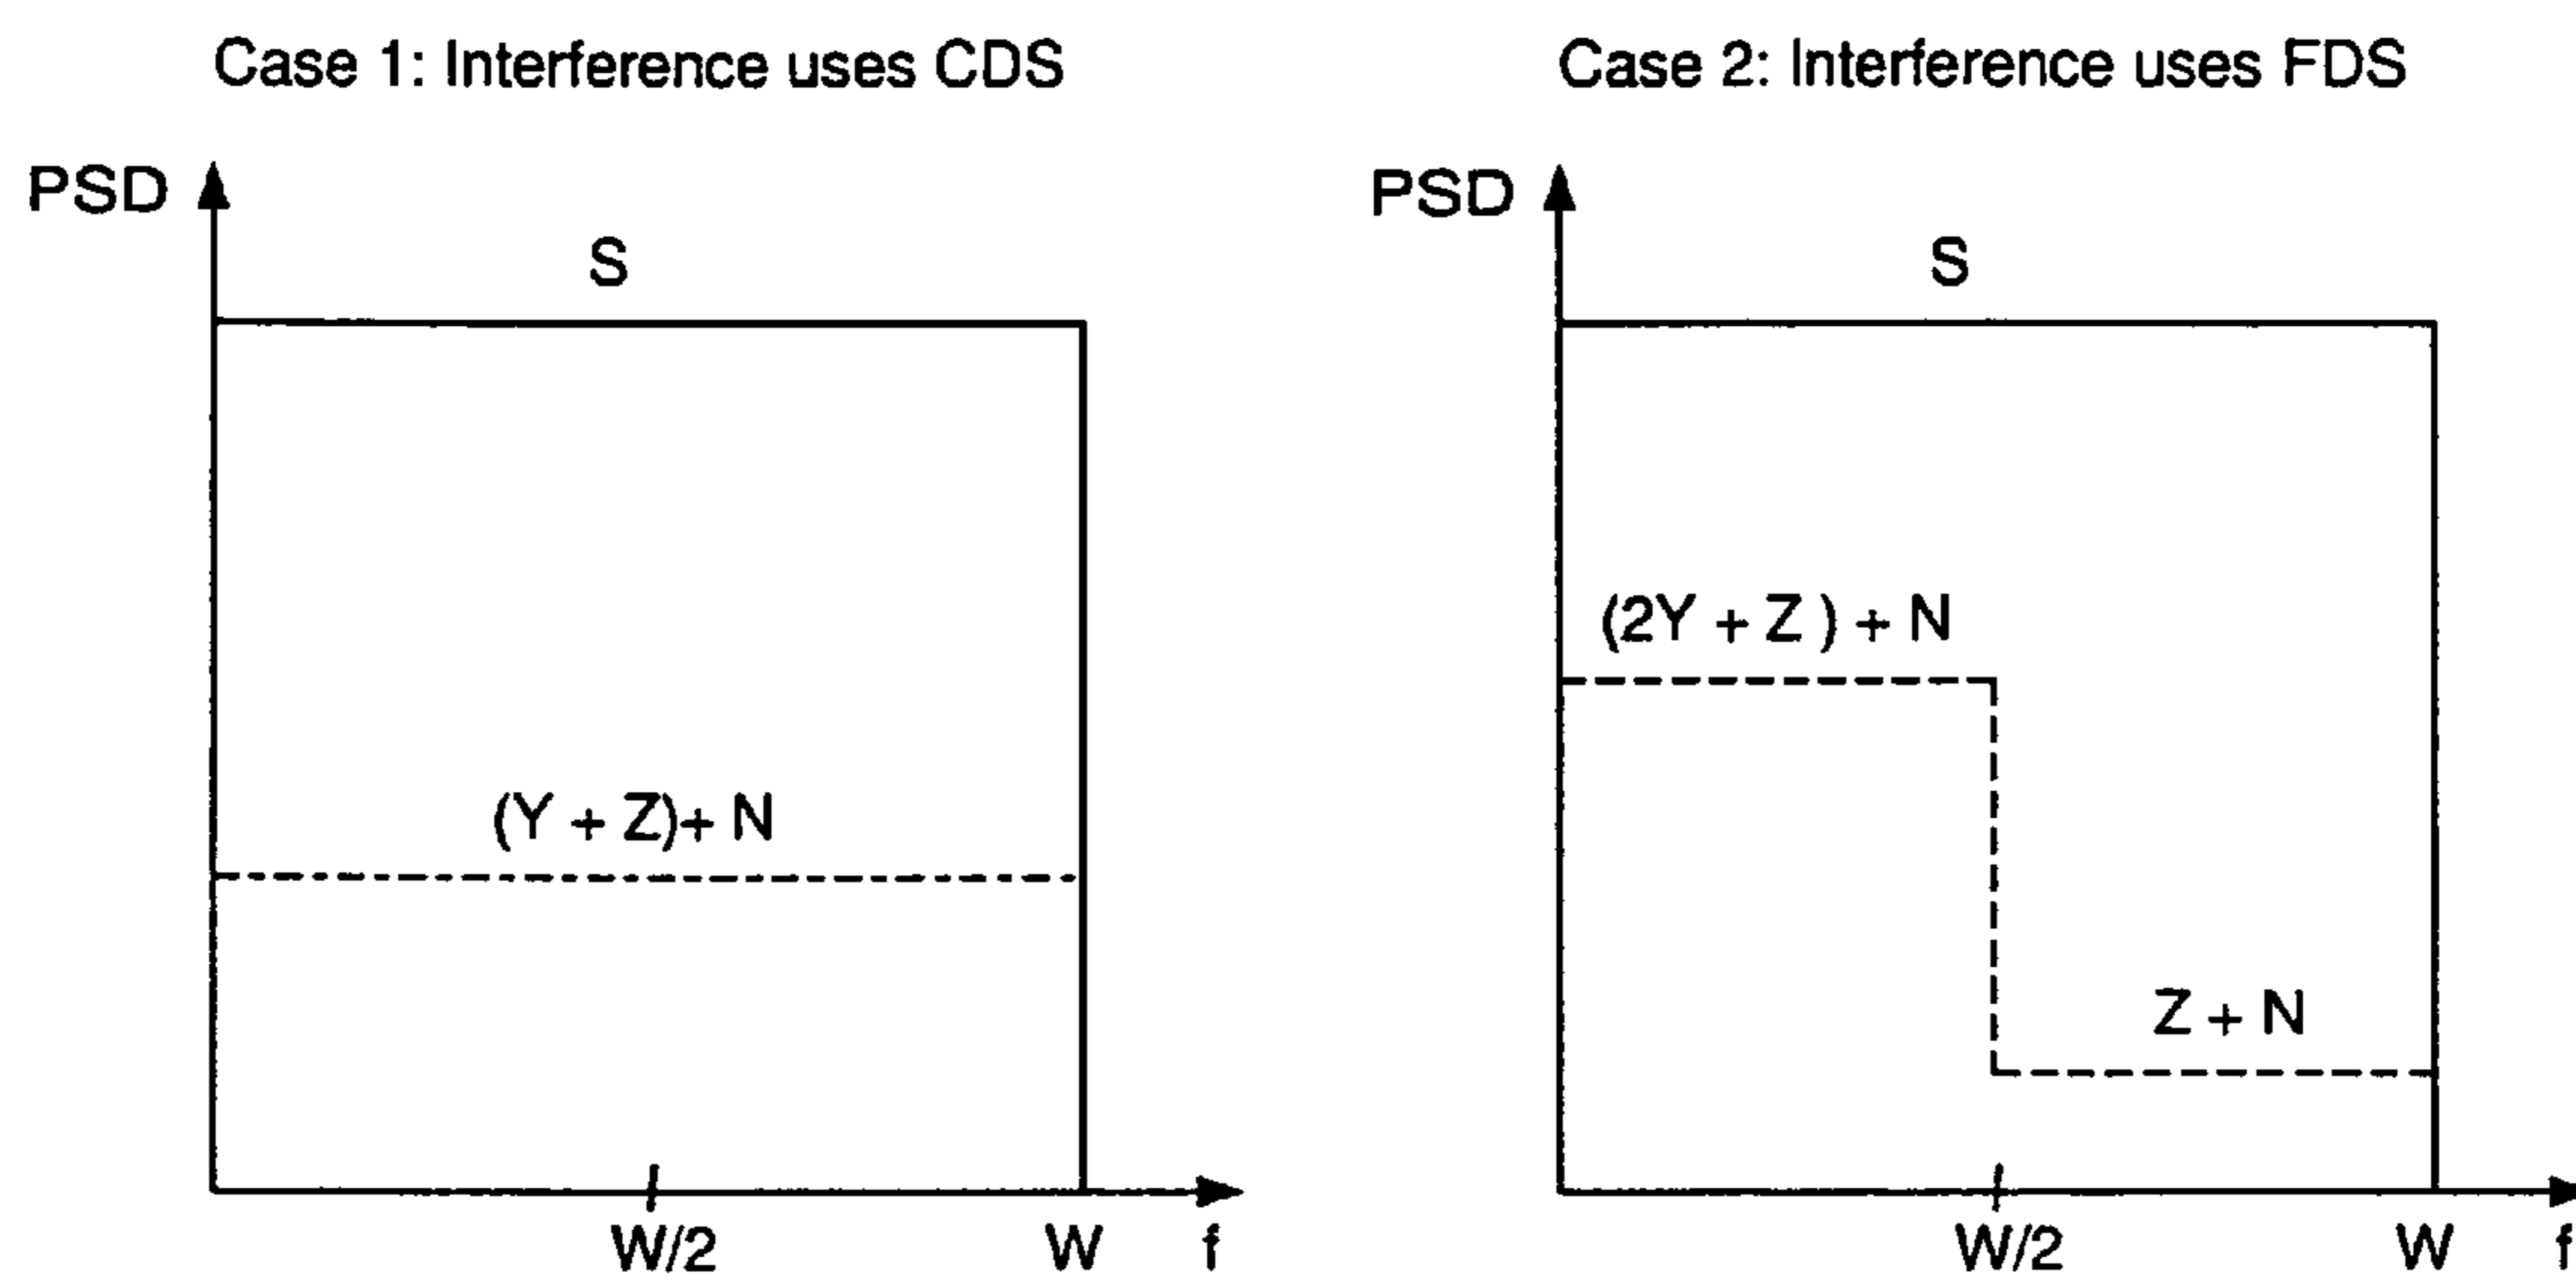 Case 1: Interference uses CDS
PSD
S
(Y + Z)+ N
W/2
W
f
Case 2: Interference uses FDS
PSD
S
(2Y + Z ) + N
Z + N
W/2
W
f